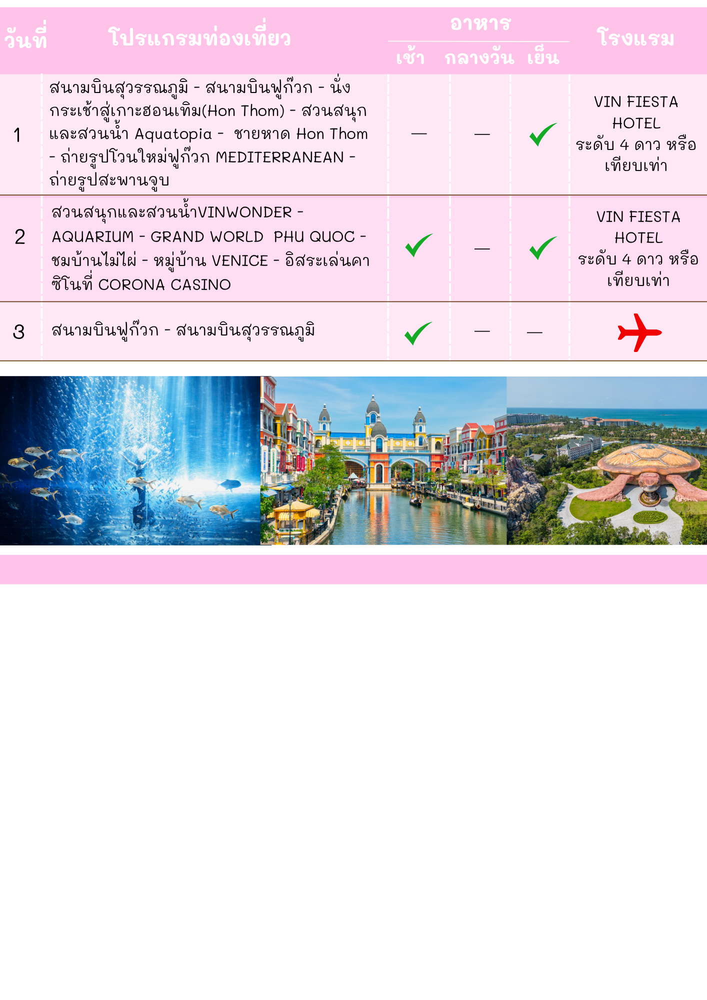 วันที่
โปรแกรมท่องเที่ยว
อาหาร
เช้า กลางวัน เย็น
โรงแรม
1
สนามบินสุวรรณภูมิ - สนามบินฟูก๊วก - นั่ง
กระเช้าสู่เกาะฮอนเทิม(Hon Thom) - สวนสนุก
และสวนน้ำ Aquatopia - ชายหาด Hon Thom
- ถ่ายรูปโวนใหม่ฟูก๊วก MEDITERRANEAN -
ถ่ายรูปสะพานจูบ
— — ✓
VIN FIESTA
HOTEL
ระดับ 4 ดาว หรือ
เทียบเท่า
2
สวนสนุกและสวนน้ำVINWONDER -
AQUARIUM - GRAND WORLD PHU QUOC -
ชมบ้านไม่ไผ่ - หมู่บ้าน VENICE - อิสระเล่นคา
ซิโนที่ CORONA CASINO
✓ — ✓
VIN FIESTA
HOTEL
ระดับ 4 ดาว หรือ
เทียบเท่า
3
สนามบินฟูก๊วก - สนามบินสุวรรณภูมิ
✓ — —